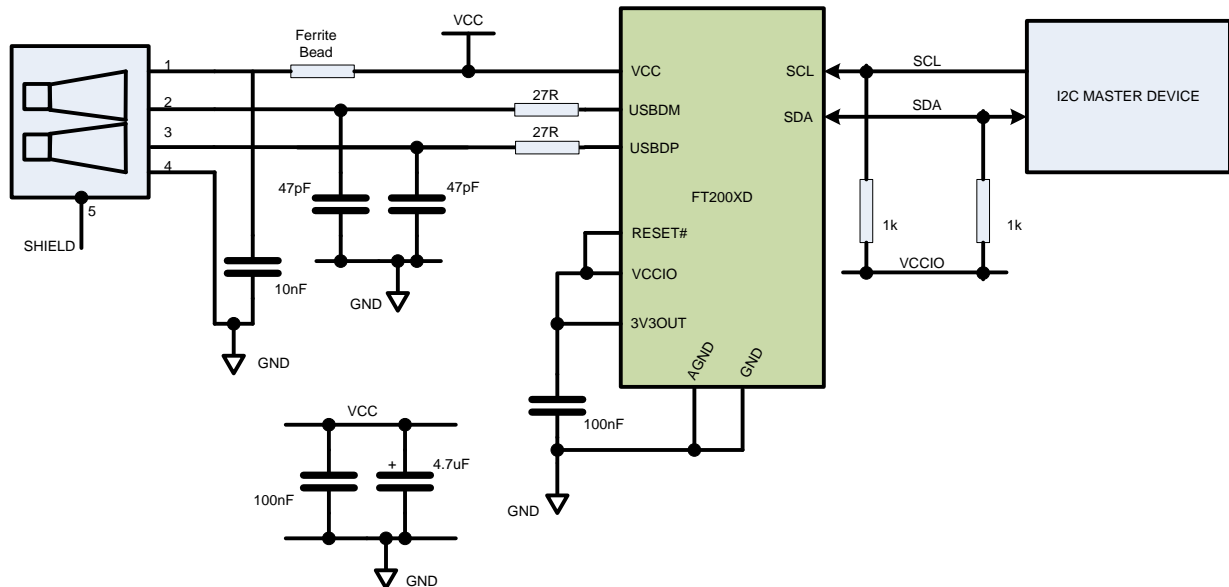 VCC
Ferrite
Bead
1
2
3
4
5
SHIELD
27R
27R
47pF
47pF
10nF
GND
GND
VCC
USBDM
USBDP
FT200XD
RESET#
VCCIO
3V3OUT
AGND
GND
SCL
SDA
SCL
SDA
I2C MASTER DEVICE
1k
1k
VCCIO
100nF
GND
VCC
100nF
+
4.7uF
GND